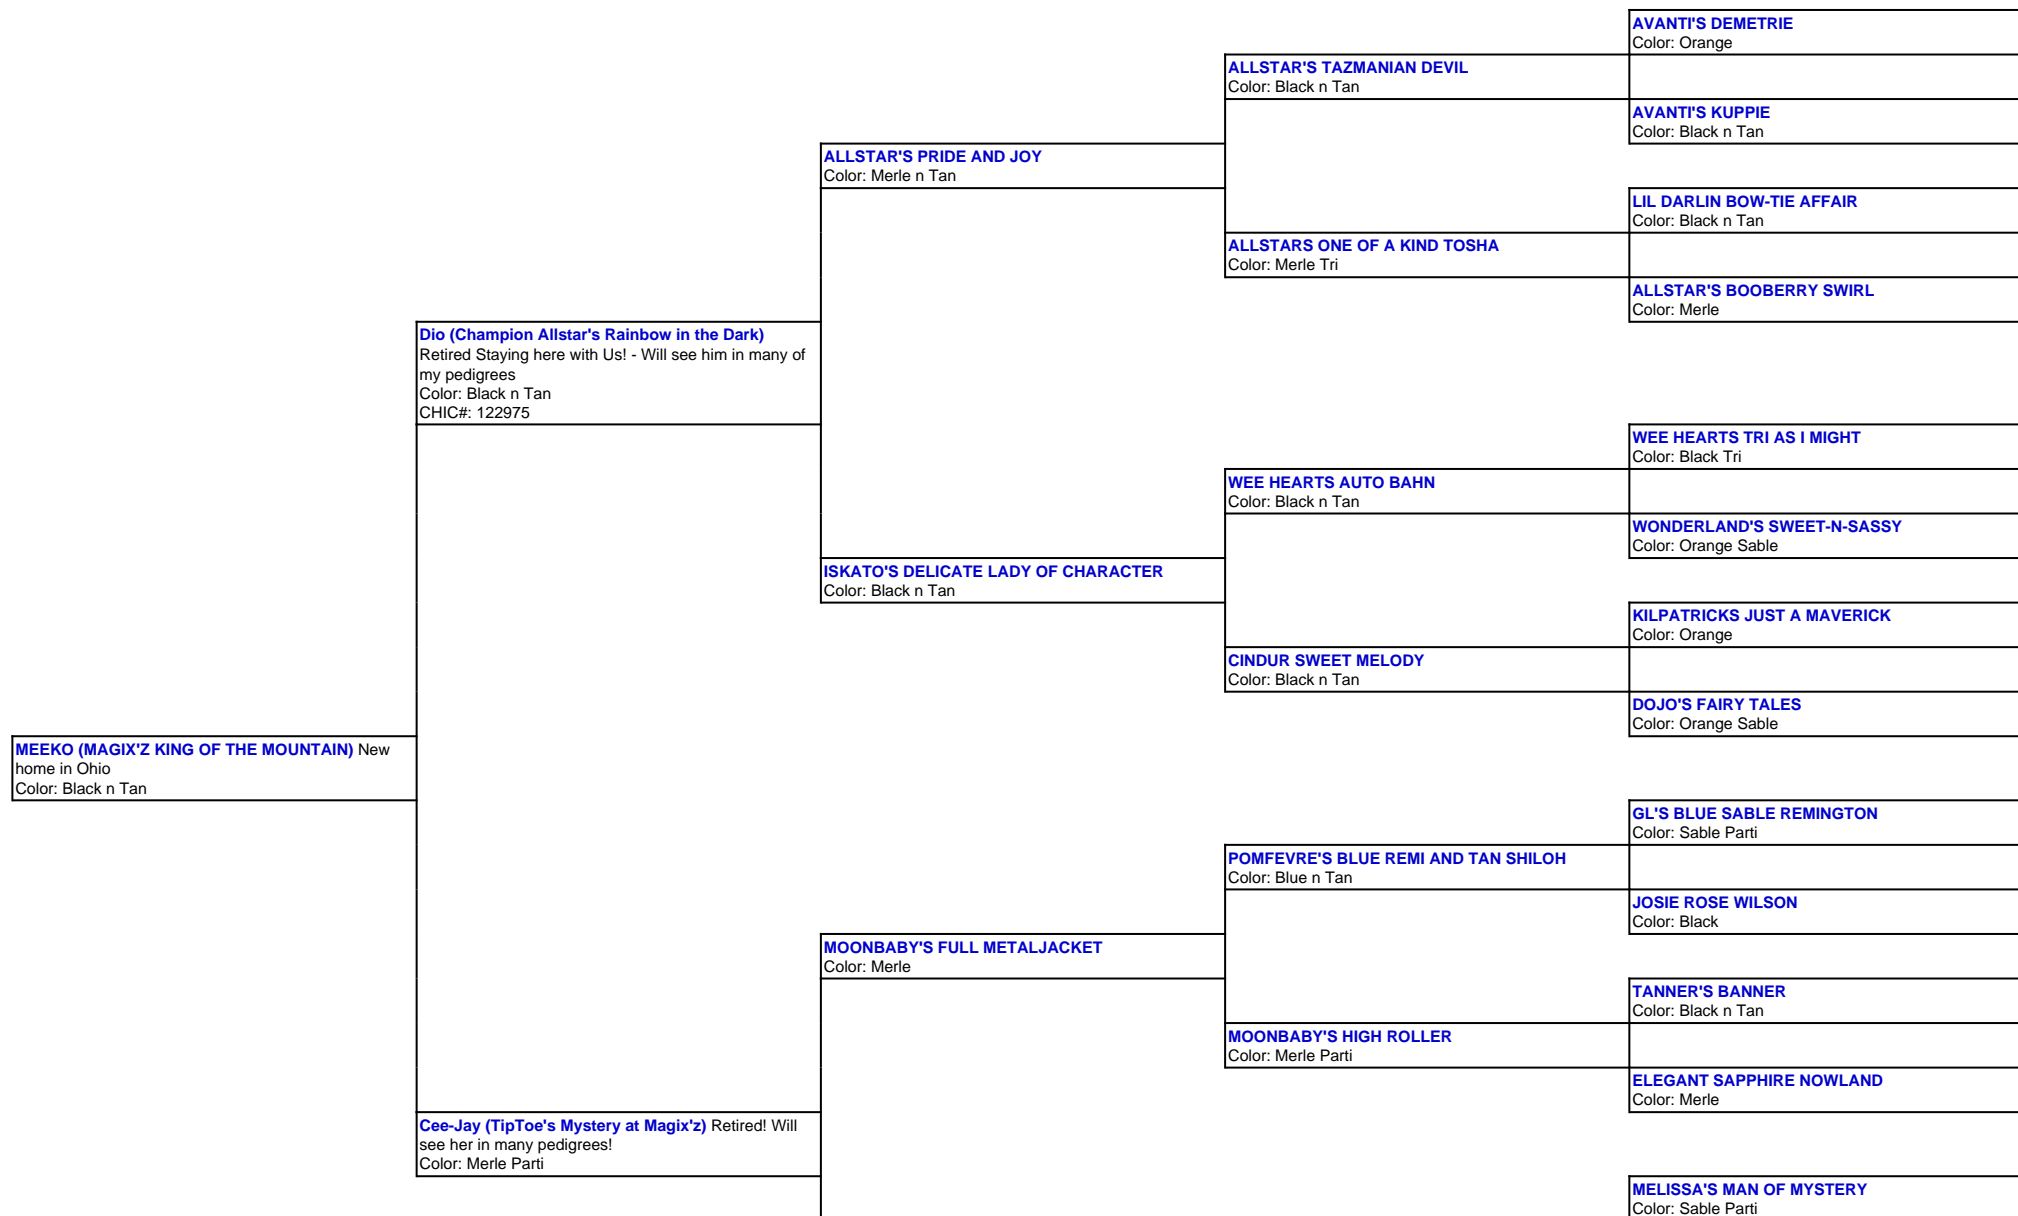 AVANTI'S DEMETRIE
Color: Orange
ALLSTAR'S TAZMANIAN DEVIL
Color: Black n Tan
AVANTI'S KUPPIE
Color: Black n Tan
ALLSTAR'S PRIDE AND JOY
Color: Merle n Tan
LIL DARLIN BOW-TIE AFFAIR
Color: Black n Tan
ALLSTARS ONE OF A KIND TOSHA
Color: Merle Tri
ALLSTAR'S BOOBERRY SWIRL
Color: Merle
Dio (Champion Allstar's Rainbow in the Dark)
Retired Staying here with Us! - Will see him in many of
my pedigrees
Color: Black n Tan
CHIC#: 122975
WEE HEARTS TRI AS I MIGHT
Color: Black Tri
WEE HEARTS AUTO BAHN
Color: Black n Tan
WONDERLAND'S SWEET-N-SASSY
Color: Orange Sable
ISKATO'S DELICATE LADY OF CHARACTER
Color: Black n Tan
KILPATRICKS JUST A MAVERICK
Color: Orange
CINDUR SWEET MELODY
Color: Black n Tan
DOJO'S FAIRY TALES
Color: Orange Sable
MEEKO (MAGIX'Z KING OF THE MOUNTAIN) New
home in Ohio
Color: Black n Tan
GL'S BLUE SABLE REMINGTON
Color: Sable Parti
POMFEVRE'S BLUE REMI AND TAN SHILOH
Color: Blue n Tan
JOSIE ROSE WILSON
Color: Black
MOONBABY'S FULL METALJACKET
Color: Merle
TANNER'S BANNER
Color: Black n Tan
MOONBABY'S HIGH ROLLER
Color: Merle Parti
ELEGANT SAPPHIRE NOWLAND
Color: Merle
Cee-Jay (TipToe's Mystery at Magix'z) Retired! Will
see her in many pedigrees!
Color: Merle Parti
MELISSA'S MAN OF MYSTERY
Color: Sable Parti